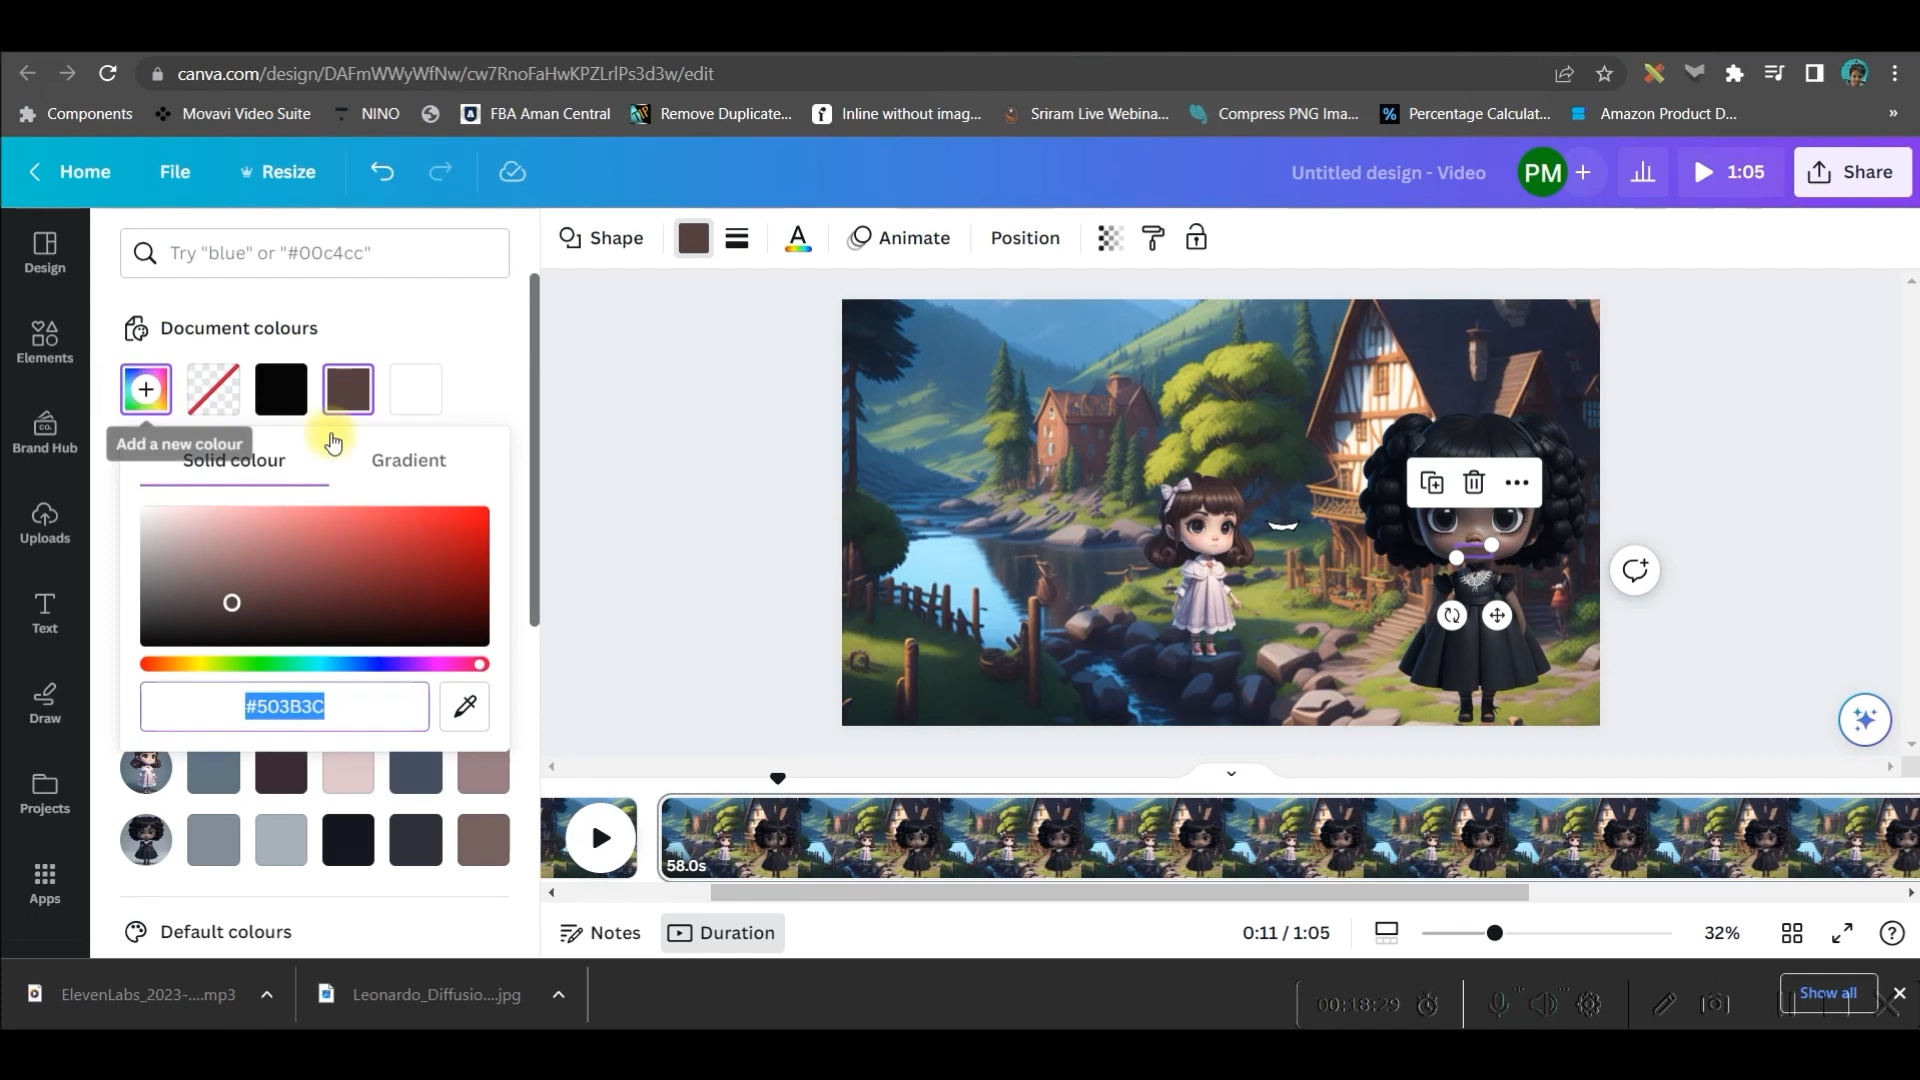 canva.com/design/DAFmWWyWfNw/cw7RnoFaHwKPZLrlPs3d3w/edit
Components Movavi Video Suite NINO FBA Aman Central Remove Duplicate... Inline without imag... Sriram Live Webina... Compress PNG Ima... Percentage Calculat... Amazon Product D... »
Home File Resize Untitled design - Video PM + 1:05 Share
Design
Elements
Brand Hub
Uploads
Text
Draw
Projects
Apps
Try "blue" or "#00c4cc"
Shape A Animate Position
Document colours
Add a new colour
Solid colour Gradient
#503B3C
Default colours
58.0s
Notes Duration 0:11 / 1:05 32%
ElevenLabs_2023-....mp3 Leonardo_Diffusio....jpg 00:18:29 Show all